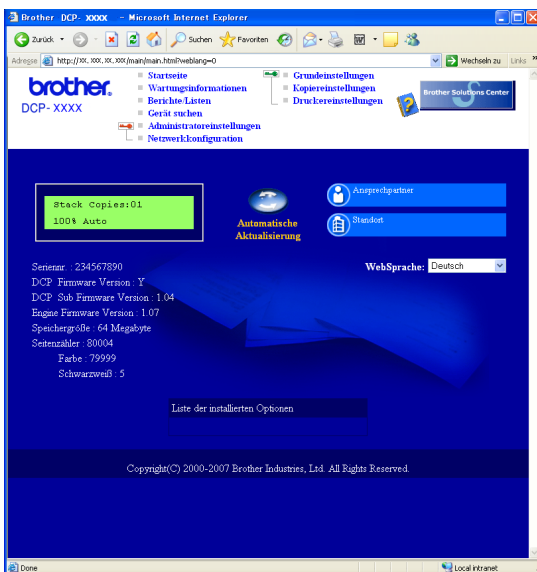 Brother DCP- XXXX - Microsoft Internet Explorer
Zurück
Suchen
Favoriten
Adresse
http://XX. XXX. XX. XXX/main/main.html?weblang=0
Wechseln zu
Links
brother.
DCP- XXXX
Startseite
Wartungsinformationen
Berichte/Listen
Gerät suchen
Administratoreinstellungen
Netzwerkkonfiguration
Grundeinstellungen
Kopiereinstellungen
Druckereinstellungen
Brother Solutions Center
Stack Copies:01
100% Auto
Automatische
Aktualisierung
Ansprechpartner
Standort
Seriennr. : 234567890
WebSprache: Deutsch
DCP Firmware Version : Y
DCP Sub Firmware Version : 1.04
Engine Firmware Version : 1.07
Speichergröße : 64 Megabyte
Seitenzähler : 80004
Farbe : 79999
Schwarzweiß : 5
Liste der installierten Optionen
Copyright(C) 2000-2007 Brother Industries, Ltd. All Rights Reserved.
Done
Local intranet